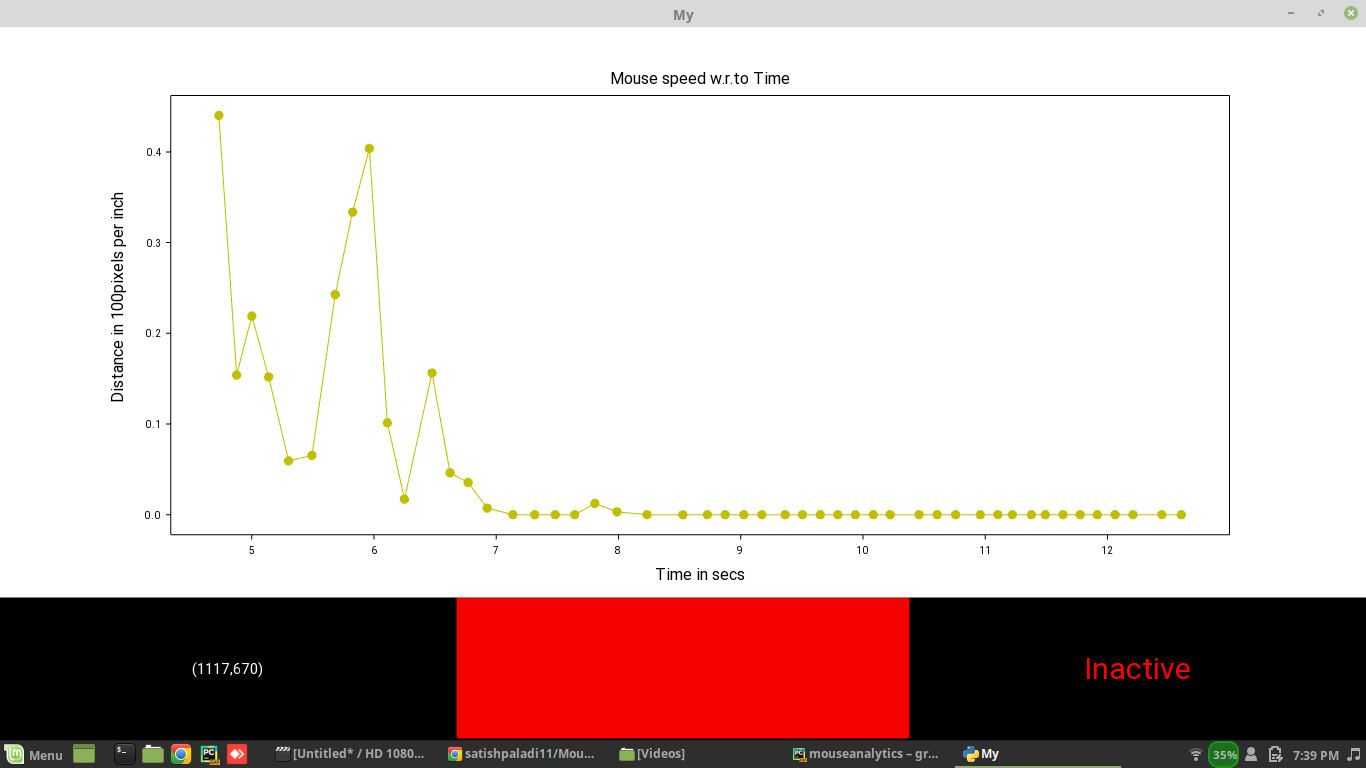 My
Mouse speed w.r.to Time
Distance in 100pixels per inch
0.4
0.3
0.2
0.1
0.0
5 6 7 8 9 10 11 12
Time in secs
(1117,670)
Inactive
Menu [Untitled* / HD 1080... satishpaladi11/Mou... [Videos] mouseanalytics – gr... My 35% 7:39 PM